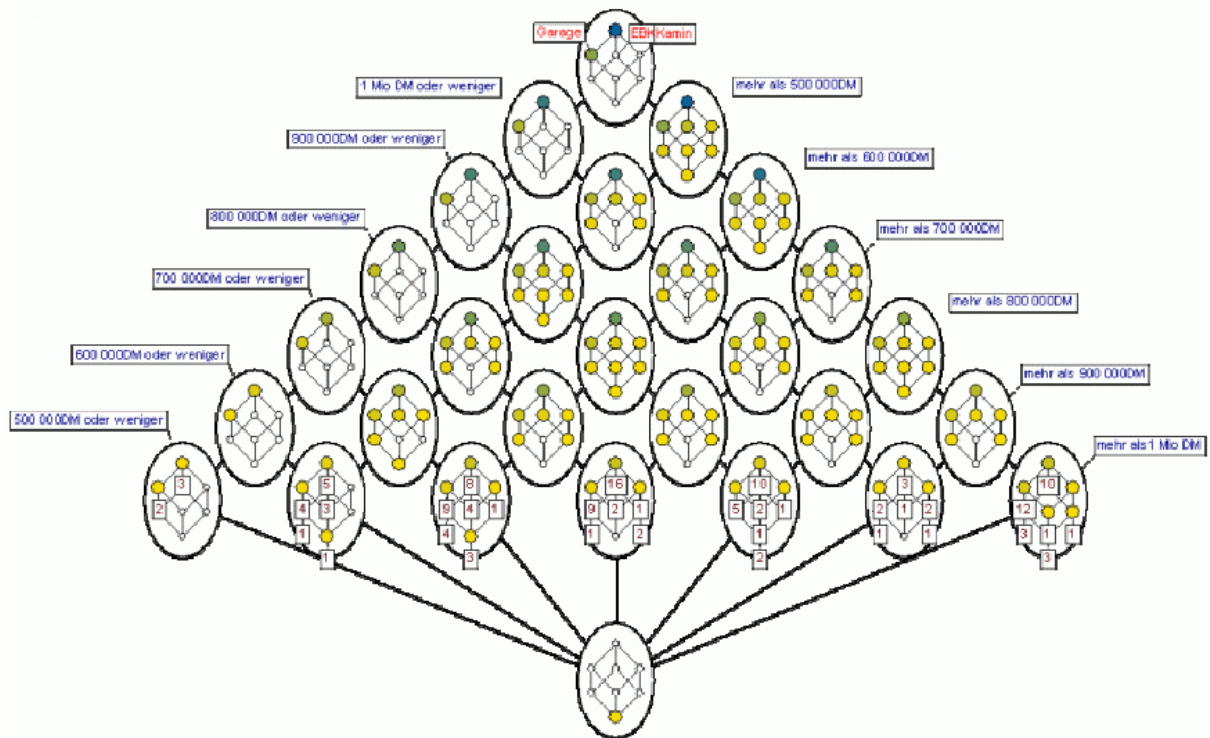 Garage EBK Kamin
1 Mio DM oder weniger
mehr als 500 000DM
900 000DM oder weniger
mehr als 600 000DM
800 000DM oder weniger
mehr als 700 000DM
700 000DM oder weniger
mehr als 800 000DM
600 000DM oder weniger
mehr als 900 000DM
500 000DM oder weniger
mehr als 1 Mio DM
3 5 8 16 10 3 10
2 4 3 9 4 1 9 2 1 5 2 1 2 1 2 12
1 4 1 2 1 1 1 3 1 1
1 3 2 3